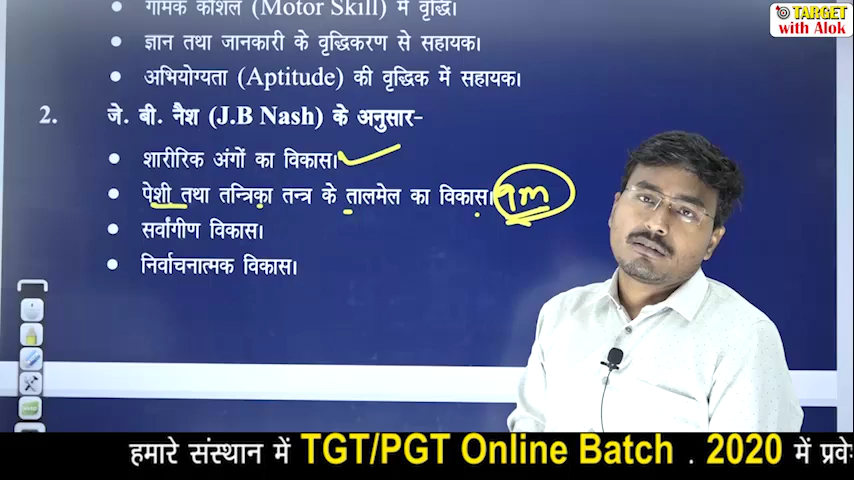 गामक कौशल (Motor Skill) में वृद्धि।
TARGET
with Alok
ज्ञान तथा जानकारी के वृद्धिकरण से सहायक।
अभियोग्यता (Aptitude) की वृद्धिक में सहायक।
2. जे. बी. नैश (J.B Nash) के अनुसार-
शारीरिक अंगों का विकास।
पेशी तथा तन्त्रिका तन्त्र के तालमेल का विकास।
सर्वांगीण विकास।
निर्वाचनात्मक विकास।
हमारे संस्थान में TGT/PGT Online Batch . 2020 में प्रवे